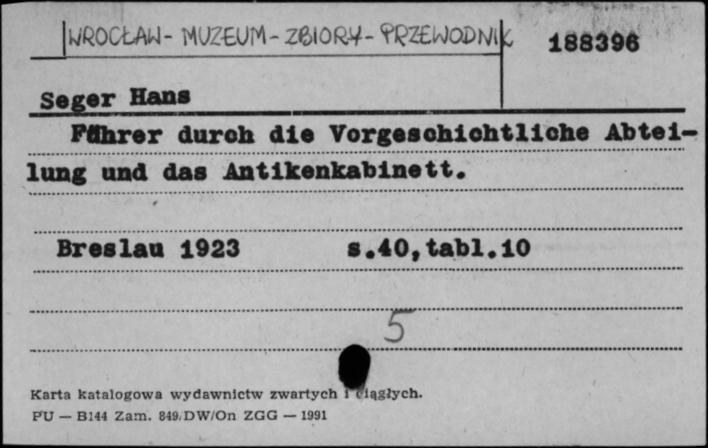 WROCŁAW - MUZEUM - ZBIORY - PRZEWODNIK 188396
Seger Hans
Führer durch die Vorgeschichtliche Abtei-
lung und das Antikenkabinett.
Breslau 1923 s.40,tabl.10
5
Karta katalogowa wydawnictw zwartych i ciągłych.
PU — B144 Zam. 849/DW/On ZGG — 1991